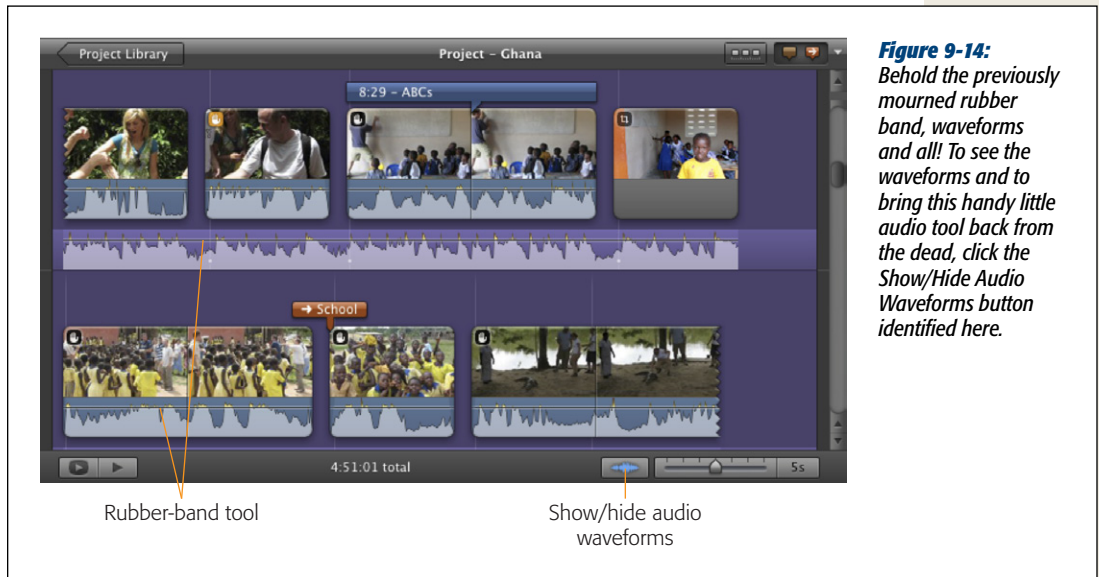 Project Library
Project – Ghana
8:29 – ABCs
→ School
4:51:01 total
5s
Rubber-band tool
Show/hide audio
waveforms
Figure 9-14:
Behold the previously
mourned rubber
band, waveforms
and all! To see the
waveforms and to
bring this handy little
audio tool back from
the dead, click the
Show/Hide Audio
Waveforms button
identified here.